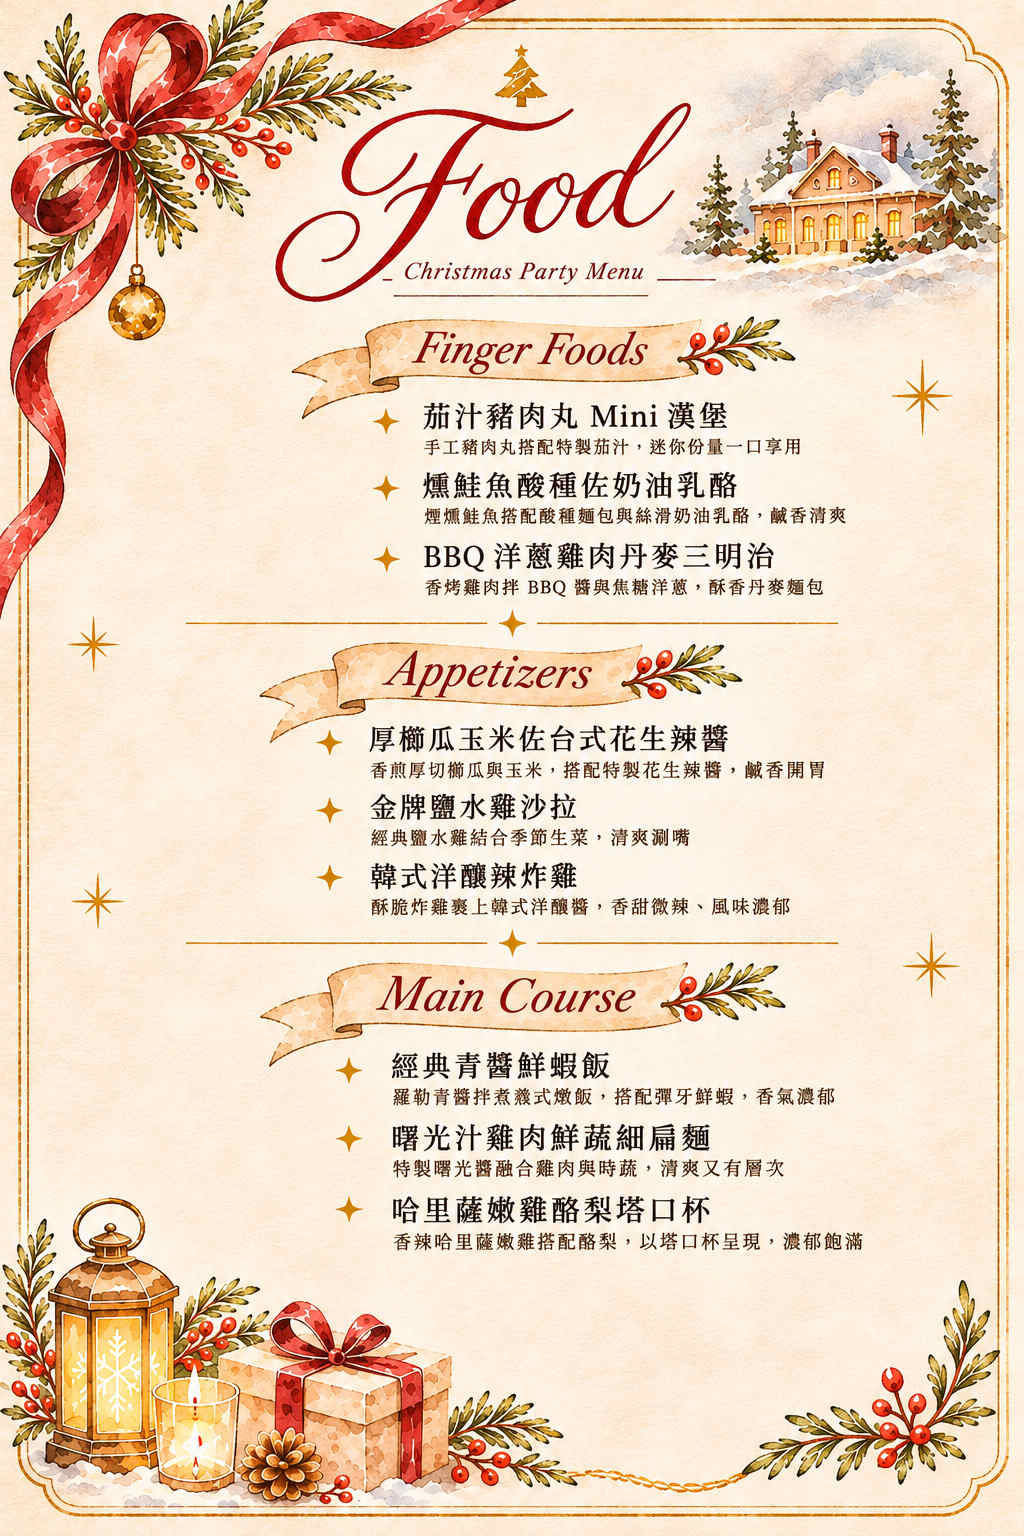 Food
Christmas Party Menu
Finger Foods
茄汁豬肉丸 Mini 漢堡
手工豬肉丸搭配特製茄汁，迷你份量一口享用
燻鮭魚酸種佐奶油乳酪
煙燻鮭魚搭配酸種麵包與絲滑奶油乳酪，鹹香清爽
BBQ 洋蔥雞肉丹麥三明治
香烤雞肉拌 BBQ 醬與焦糖洋蔥，酥香丹麥麵包
Appetizers
厚櫛瓜玉米佐台式花生辣醬
香煎厚切櫛瓜與玉米，搭配特製花生辣醬，鹹香開胃
金牌鹽水雞沙拉
經典鹽水雞結合季節生菜，清爽涮嘴
韓式洋釀辣炸雞
酥脆炸雞裹上韓式洋釀醬，香甜微辣、風味濃郁
Main Course
經典青醬鮮蝦飯
羅勒青醬拌煮義式燉飯，搭配彈牙鮮蝦，香氣濃郁
曙光汁雞肉鮮蔬細扁麵
特製曙光醬融合雞肉與時蔬，清爽又有層次
哈里薩嫩雞酪梨塔口杯
香辣哈里薩嫩雞搭配酪梨，以塔口杯呈現，濃郁飽滿